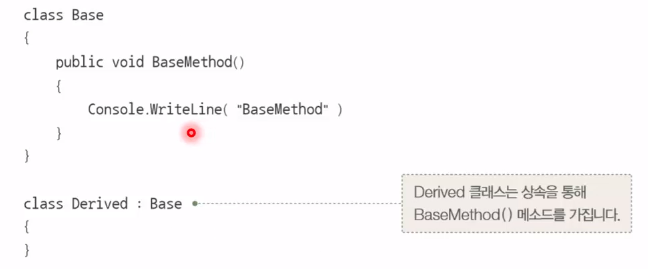 class Base
{
public void BaseMethod()
{
Console.WriteLine( "BaseMethod" )
}
}
class Derived : Base
{
}
Derived 클래스는 상속을 통해
BaseMethod() 메소드를 가집니다.